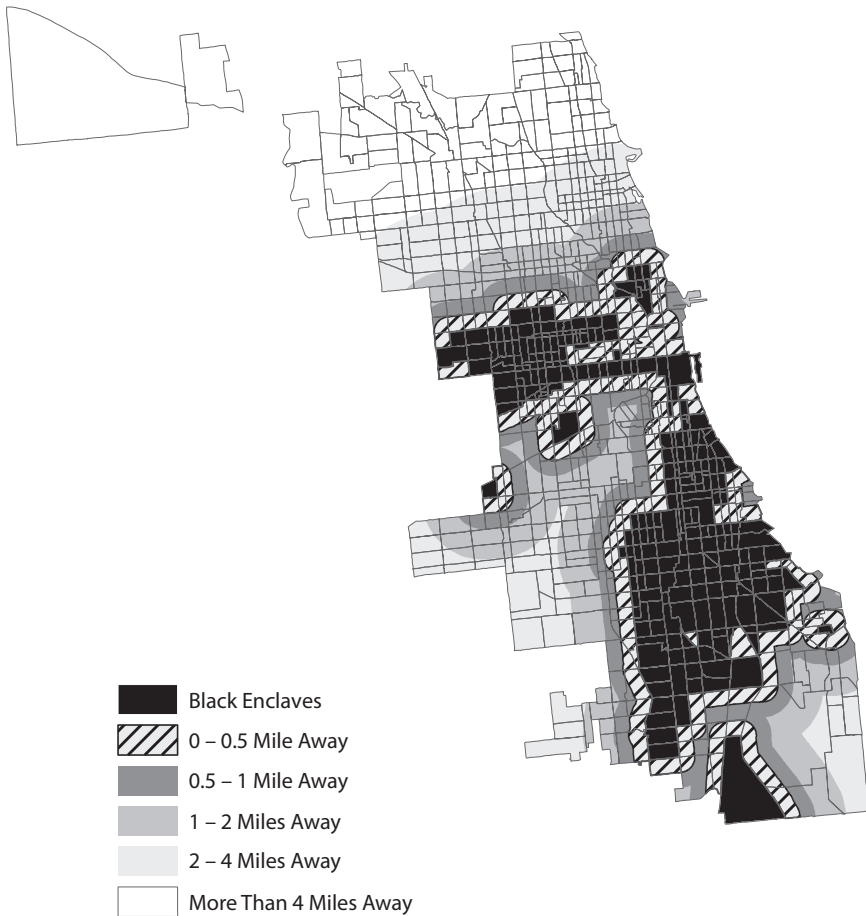 Black Enclaves
0 – 0.5 Mile Away
0.5 – 1 Mile Away
1 – 2 Miles Away
2 – 4 Miles Away
More Than 4 Miles Away